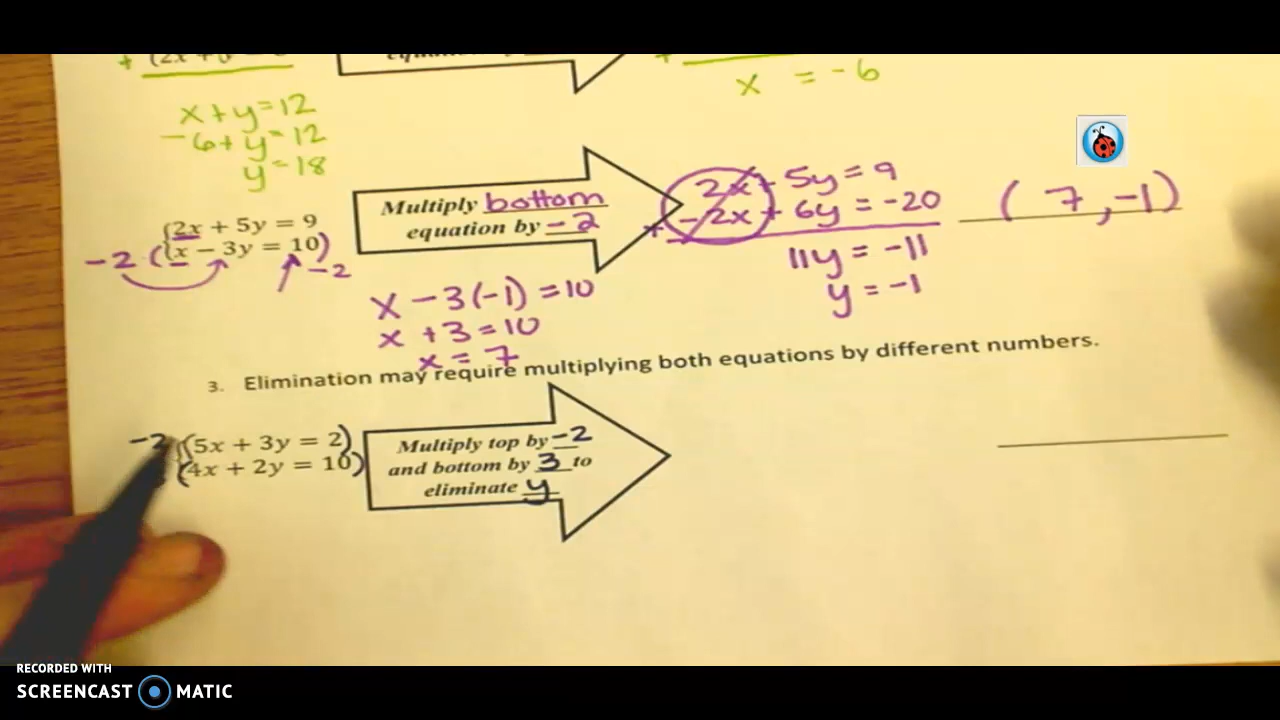 x = -6
x + y = 12
-6 + y = 12
y = 18
2x + 5y = 9
-2 (x - 3y = 10) -2
Multiply bottom
equation by -2
2x + 5y = 9
+ -2x + 6y = -20
11y = -11
y = -1
(7, -1)
x - 3(-1) = 10
x + 3 = 10
x = 7
3. Elimination may require multiplying both equations by different numbers.
-2 (5x + 3y = 2)
(4x + 2y = 10)
Multiply top by -2
and bottom by 3 to
eliminate y
RECORDED WITH
SCREENCAST MATIC